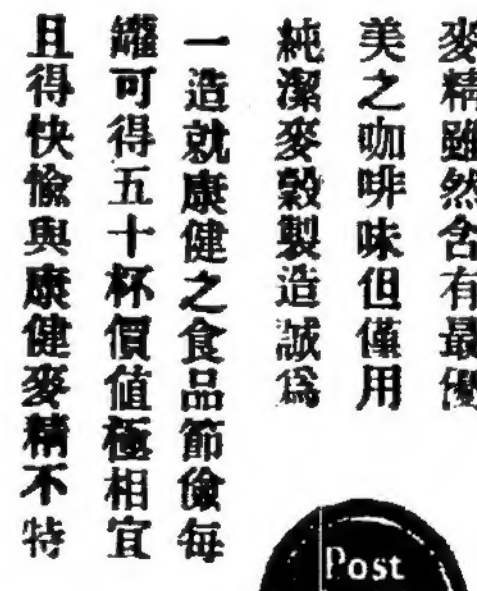 麥精雖然含有最優
美之咖啡味但僅用
純潔麥穀製造誠爲
一造就康健之食品節儉每
罐可得五十杯價值極相宜
且得快愉與康健麥精不特
Post